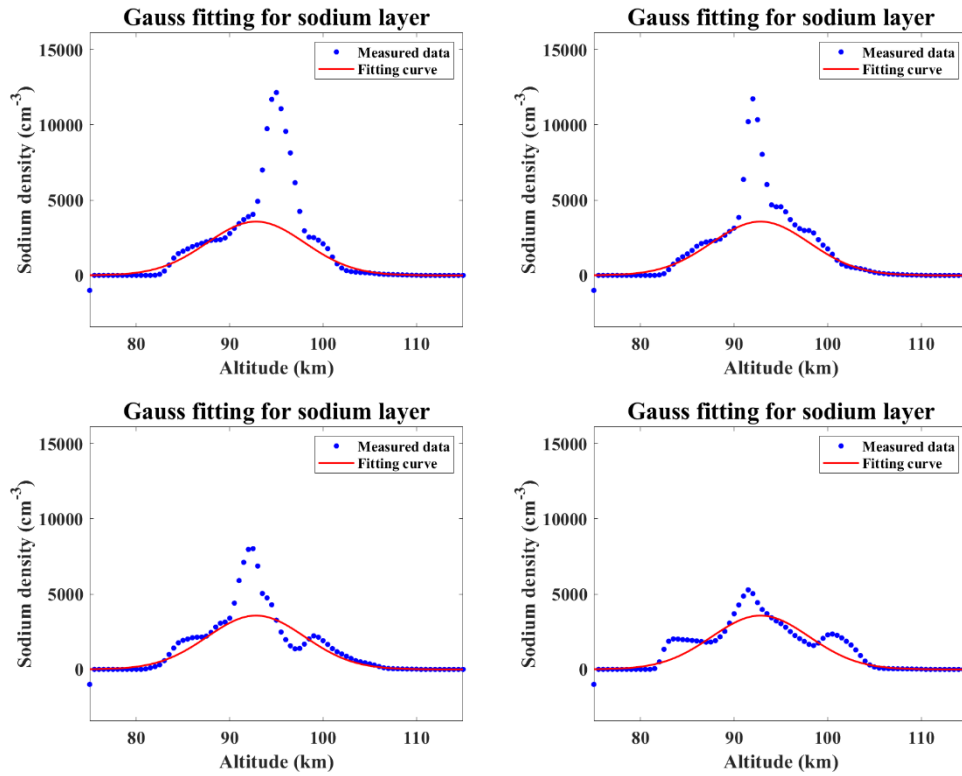 Gauss fitting for sodium layer
15000
10000
5000
0
Sodium density (cm-3)
Measured data
Fitting curve
80 90 100 110
Altitude (km)
Gauss fitting for sodium layer
15000
10000
5000
0
Sodium density (cm-3)
Measured data
Fitting curve
80 90 100 110
Altitude (km)
Gauss fitting for sodium layer
15000
10000
5000
0
Sodium density (cm-3)
Measured data
Fitting curve
80 90 100 110
Altitude (km)
Gauss fitting for sodium layer
15000
10000
5000
0
Sodium density (cm-3)
Measured data
Fitting curve
80 90 100 110
Altitude (km)